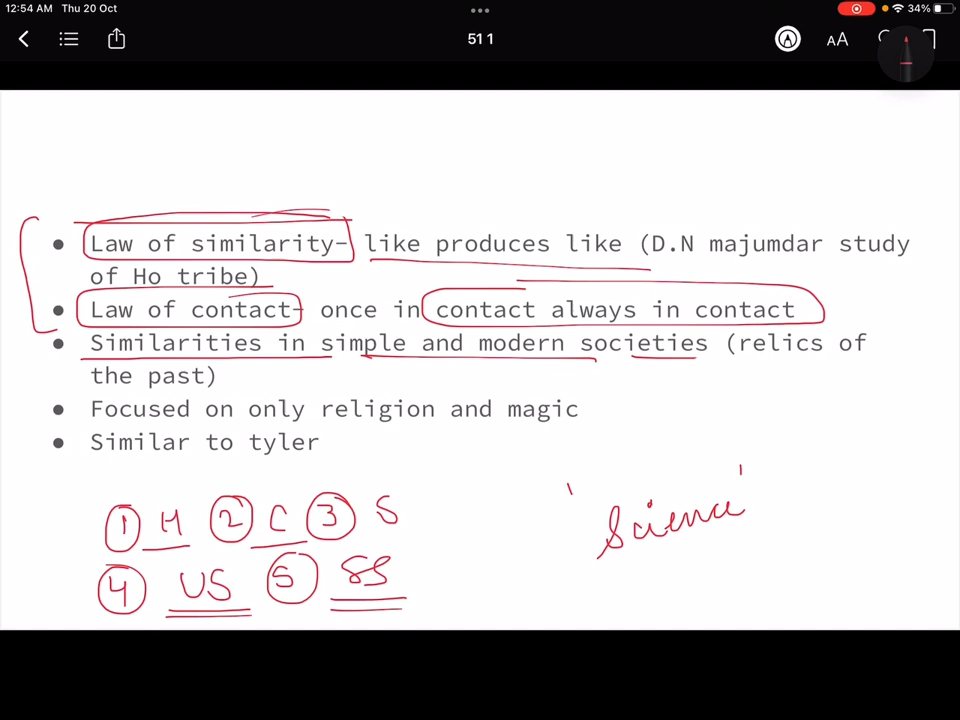 12:54 AM Thu 20 Oct 34%
51 1
AA
• Law of similarity- like produces like (D.N majumdar study
of Ho tribe)
• Law of contact- once in contact always in contact
• Similarities in simple and modern societies (relics of
the past)
• Focused on only religion and magic
• Similar to tyler
1 H 2 C 3 S
4 US 5 SS
'Science'